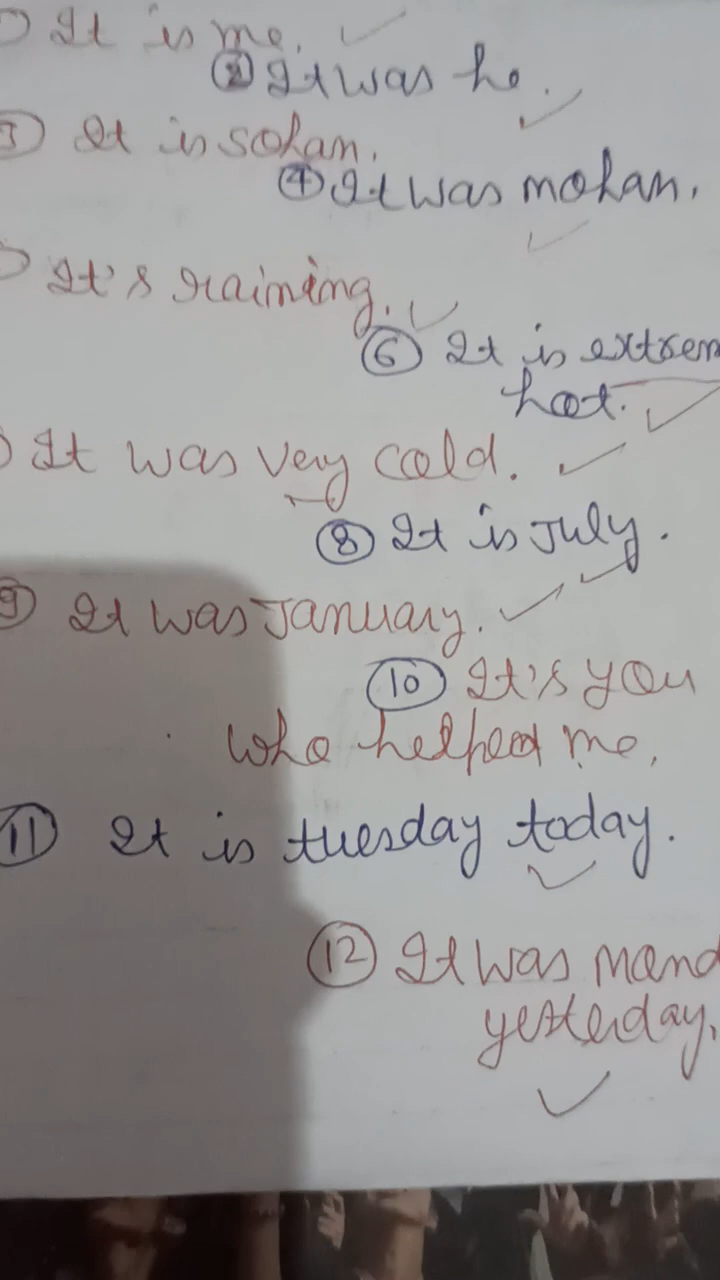 It is me.
② It was he.
③ It is sohan.
④ It was mohan.
It's raining.
⑥ It is extrem
hot.
It was very cold.
⑧ It is July.
⑨ It was January.
⑩ It's you
who helped me.
⑪ It is tuesday today.
⑫ It was mond
yesterday.